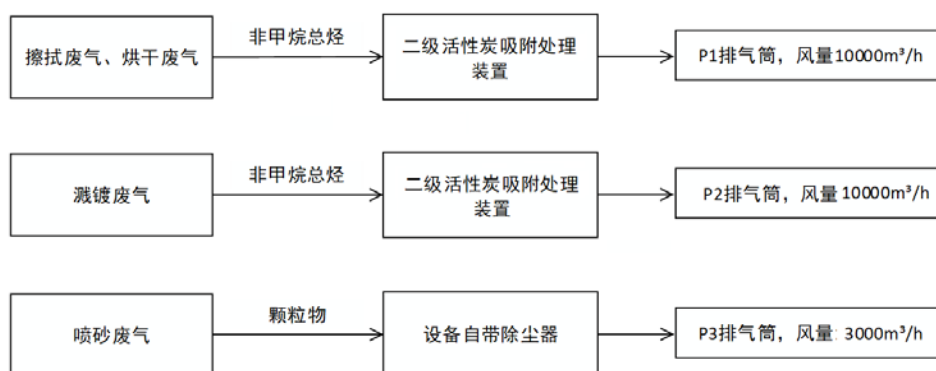 擦拭废气、烘干废气
非甲烷总烃
二级活性炭吸附处理
装置
P1排气筒，风量10000m³/h
溅镀废气
非甲烷总烃
二级活性炭吸附处理
装置
P2排气筒，风量10000m³/h
喷砂废气
颗粒物
设备自带除尘器
P3排气筒，风量: 3000m³/h